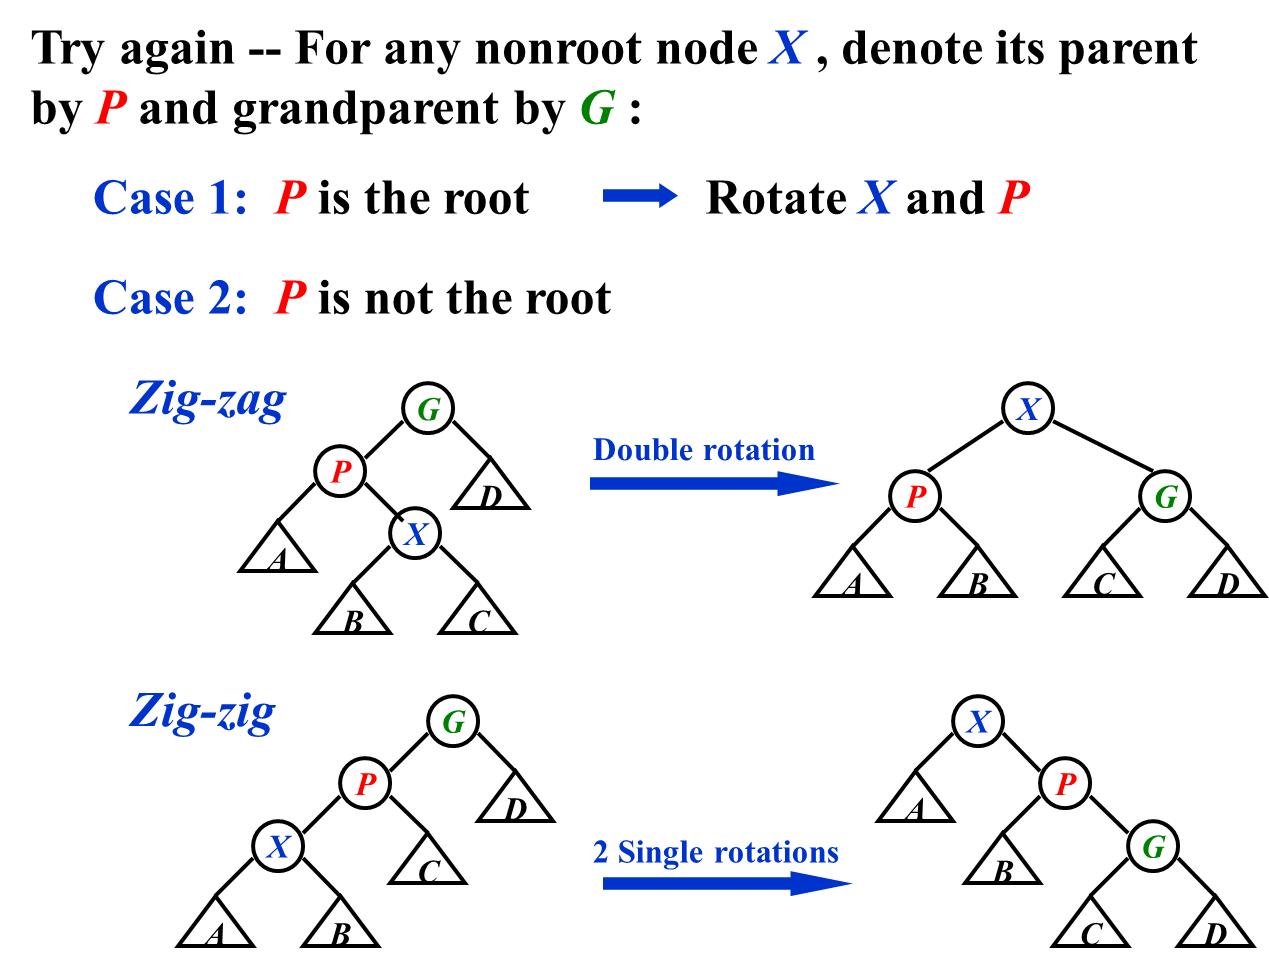 Try again -- For any nonroot node X , denote its parent
by P and grandparent by G :
Case 1: P is the root Rotate X and P
Case 2: P is not the root
Zig-zag
G
P
D
X
A
B
C
Double rotation
X
P
G
A
B
C
D
Zig-zig
G
P
D
X
C
A
B
2 Single rotations
X
A
P
B
G
C
D